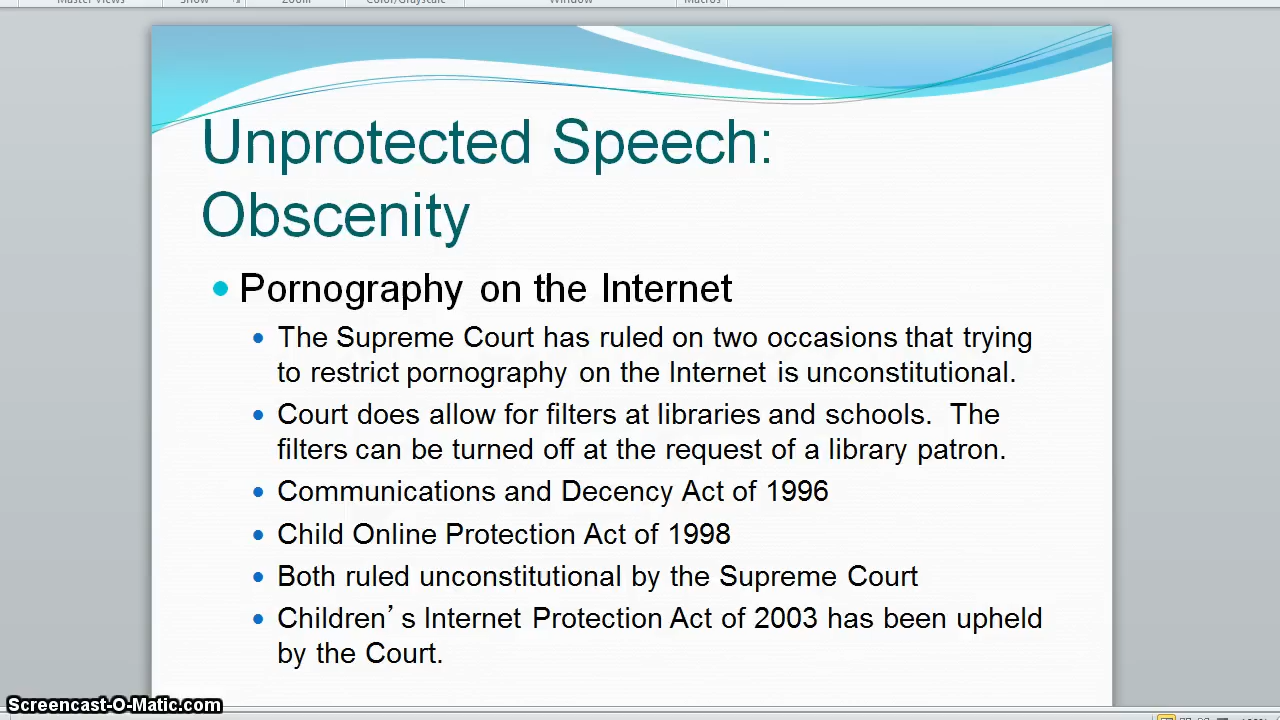 Master Views Show Zoom Color/Grayscale Window Macros
Unprotected Speech:
Obscenity
Pornography on the Internet
The Supreme Court has ruled on two occasions that trying
to restrict pornography on the Internet is unconstitutional.
Court does allow for filters at libraries and schools.  The
filters can be turned off at the request of a library patron.
Communications and Decency Act of 1996
Child Online Protection Act of 1998
Both ruled unconstitutional by the Supreme Court
Children’s Internet Protection Act of 2003 has been upheld
by the Court.
Screencast-O-Matic.com